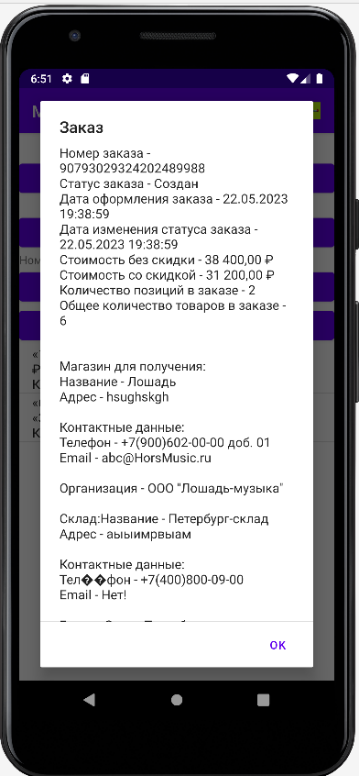 6:51
Заказ
Номер заказа -
90793029324202489988
Статус заказа - Создан
Дата оформления заказа - 22.05.2023
19:38:59
Дата изменения статуса заказа -
22.05.2023 19:38:59
Стоимость без скидки - 38 400,00 ₽
Стоимость со скидкой - 31 200,00 ₽
Количество позиций в заказе - 2
Общее количество товаров в заказе -
6
Магазин для получения:
Название - Лошадь
Адрес - hsughskgh
Контактные данные:
Телефон - +7(900)602-00-00 доб. 01
Email - abc@HorsMusic.ru
Организация - ООО "Лошадь-музыка"
Склад:Название - Петербург-склад
Адрес - аыыимрвыам
Контактные данные:
Тел��фон - +7(400)800-09-00
Email - Нет!
OK